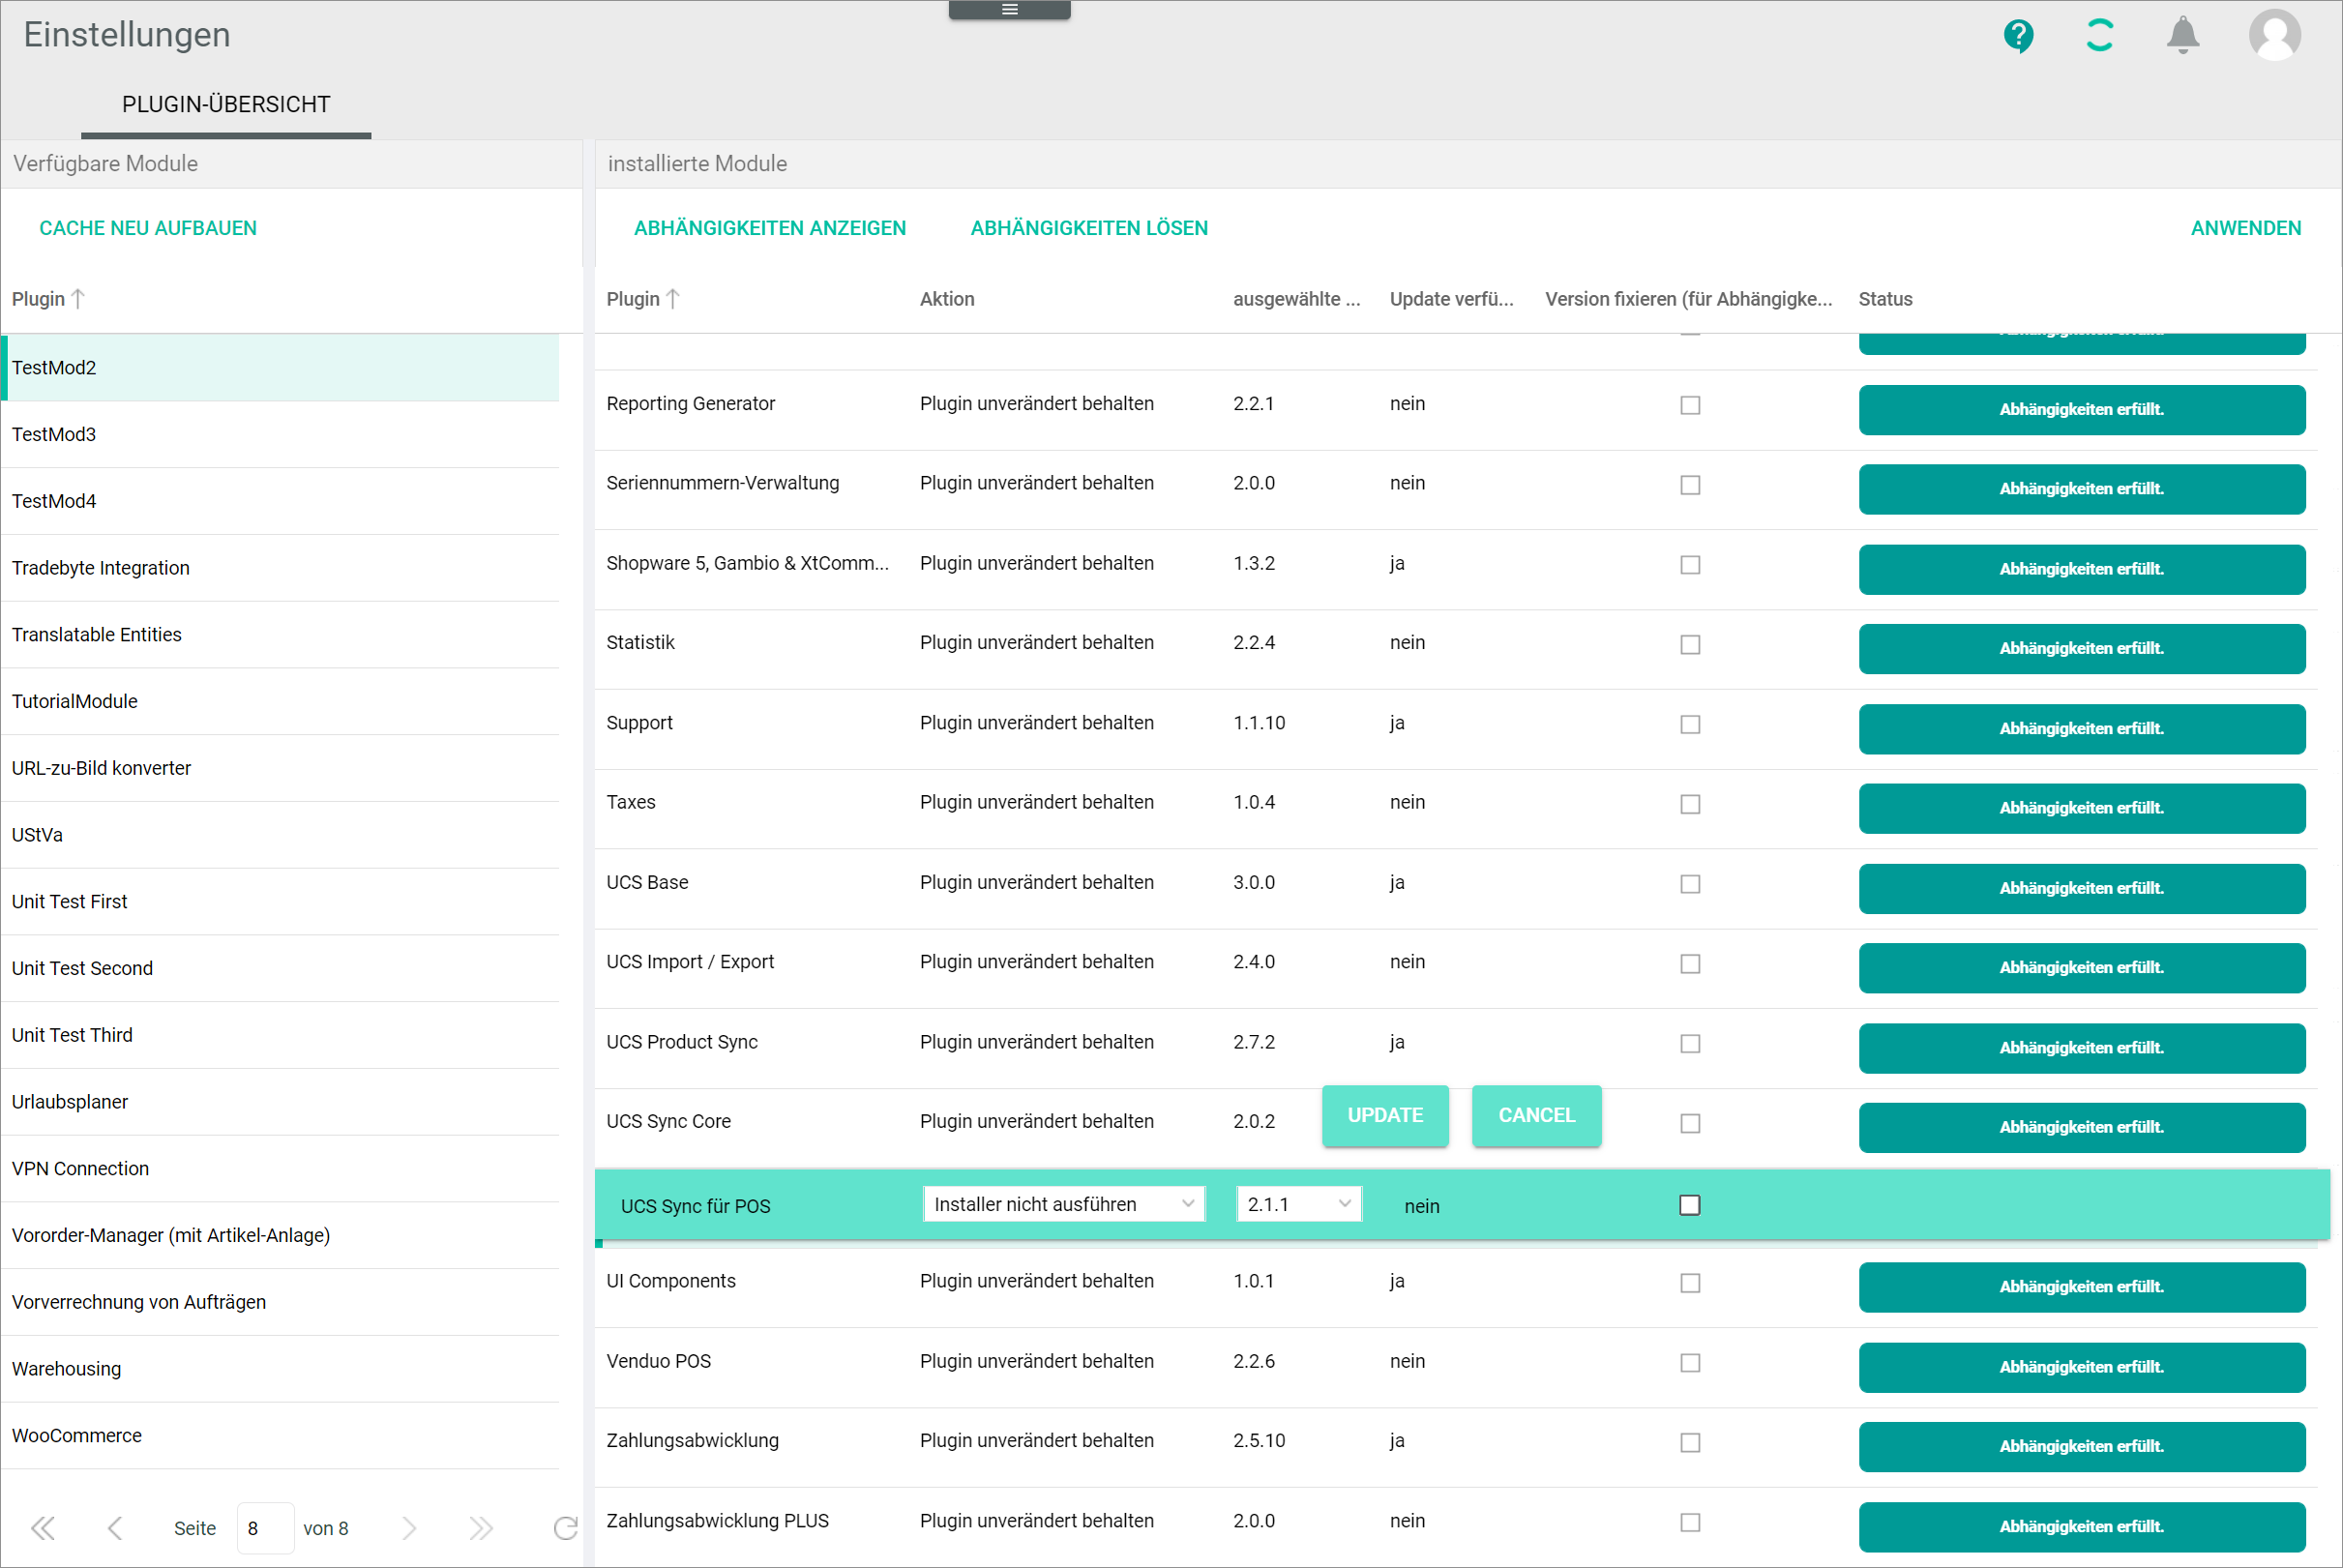 Einstellungen
PLUGIN-ÜBERSICHT
Verfügbare Module
CACHE NEU AUFBAUEN
Plugin
TestMod2
TestMod3
TestMod4
Tradebyte Integration
Translatable Entities
TutorialModule
URL-zu-Bild konverter
UStVa
Unit Test First
Unit Test Second
Unit Test Third
Urlaubsplaner
VPN Connection
Vororder-Manager (mit Artikel-Anlage)
Vorverrechnung von Aufträgen
Warehousing
WooCommerce
Seite 8 von 8
installierte Module
ABHÄNGIGKEITEN ANZEIGEN ABHÄNGIGKEITEN LÖSEN ANWENDEN
Plugin Aktion ausgewählte ... Update verfü... Version fixieren (für Abhängigke... Status
Reporting Generator Plugin unverändert behalten 2.2.1 nein Abhängigkeiten erfüllt.
Seriennummern-Verwaltung Plugin unverändert behalten 2.0.0 nein Abhängigkeiten erfüllt.
Shopware 5, Gambio & XtComm... Plugin unverändert behalten 1.3.2 ja Abhängigkeiten erfüllt.
Statistik Plugin unverändert behalten 2.2.4 nein Abhängigkeiten erfüllt.
Support Plugin unverändert behalten 1.1.10 ja Abhängigkeiten erfüllt.
Taxes Plugin unverändert behalten 1.0.4 nein Abhängigkeiten erfüllt.
UCS Base Plugin unverändert behalten 3.0.0 ja Abhängigkeiten erfüllt.
UCS Import / Export Plugin unverändert behalten 2.4.0 nein Abhängigkeiten erfüllt.
UCS Product Sync Plugin unverändert behalten 2.7.2 ja Abhängigkeiten erfüllt.
UCS Sync Core Plugin unverändert behalten 2.0.2 UPDATE CANCEL Abhängigkeiten erfüllt.
UCS Sync für POS Installer nicht ausführen 2.1.1 nein
UI Components Plugin unverändert behalten 1.0.1 ja Abhängigkeiten erfüllt.
Venduo POS Plugin unverändert behalten 2.2.6 nein Abhängigkeiten erfüllt.
Zahlungsabwicklung Plugin unverändert behalten 2.5.10 ja Abhängigkeiten erfüllt.
Zahlungsabwicklung PLUS Plugin unverändert behalten 2.0.0 nein Abhängigkeiten erfüllt.